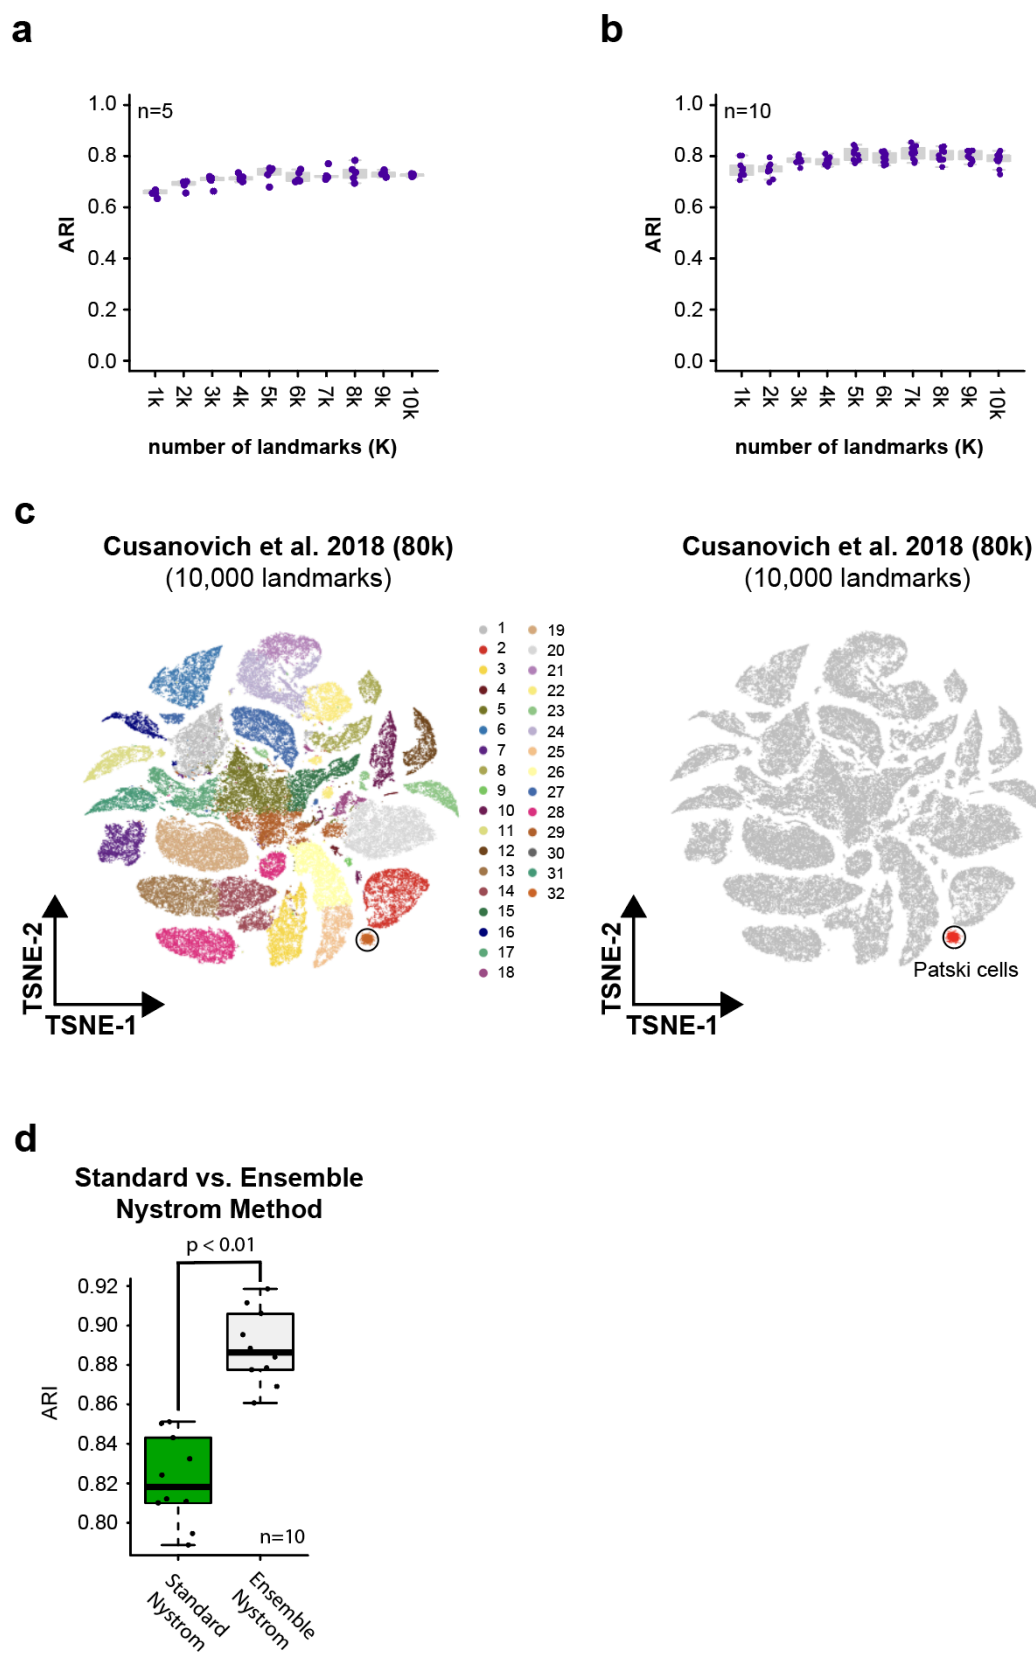 a
n=5
1.0
0.8
0.6
0.4
0.2
0.0
ARI
1k
2k
3k
4k
5k
6k
7k
8k
9k
10k
number of landmarks (K)
b
n=10
1.0
0.8
0.6
0.4
0.2
0.0
ARI
1k
2k
3k
4k
5k
6k
7k
8k
9k
10k
number of landmarks (K)
c
Cusanovich et al. 2018 (80k)
(10,000 landmarks)
1
2
3
4
5
6
7
8
9
10
11
12
13
14
15
16
17
18
19
20
21
22
23
24
25
26
27
28
29
30
31
32
TSNE-2
TSNE-1
Cusanovich et al. 2018 (80k)
(10,000 landmarks)
Patski cells
TSNE-2
TSNE-1
d
Standard vs. Ensemble
Nystrom Method
p < 0.01
0.92
0.90
0.88
0.86
0.84
0.82
0.80
ARI
n=10
Standard
Nystrom
Ensemble
Nystrom